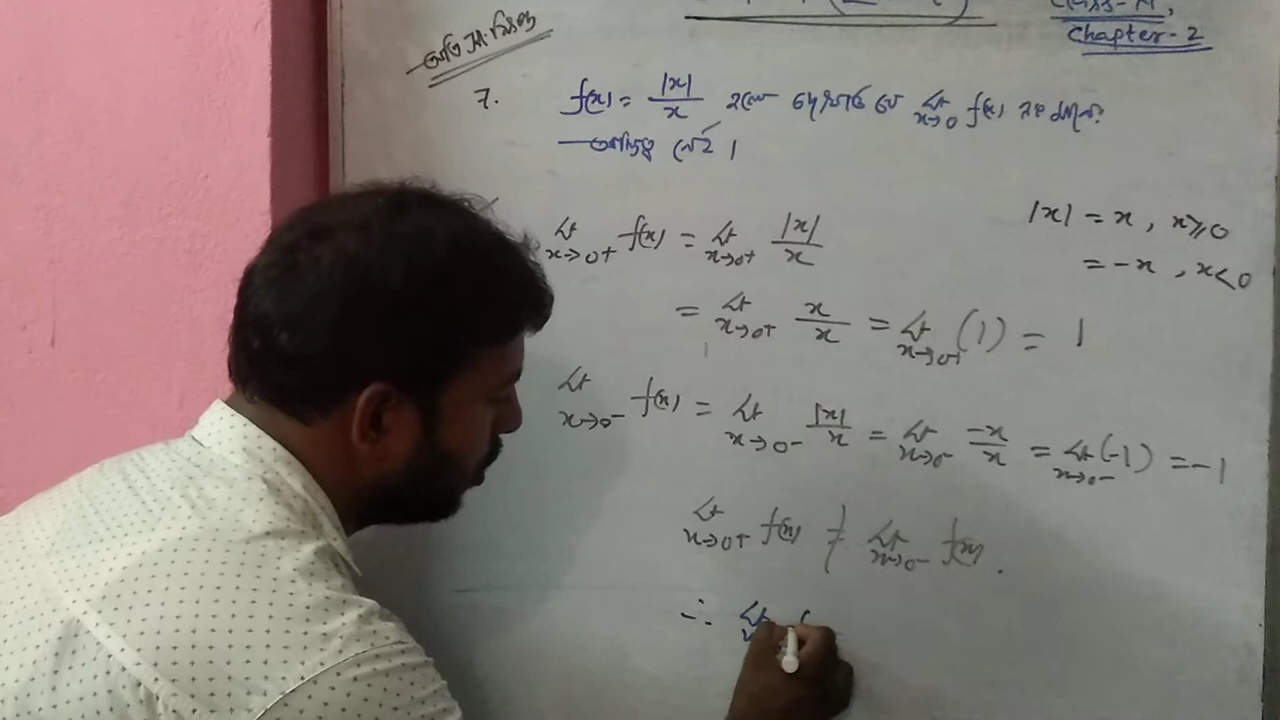 Chapter - 2
7. f(x) = |x|/x হলে দেখাও যে Lt x→0 f(x) এর কোনো
অস্তিত্ব নেই ।
Lt x→0+ f(x) = Lt x→0+ |x|/x
|x| = x , x ≥ 0
= -x , x < 0
= Lt x→0+ x/x = Lt x→0+ (1) = 1
Lt x→0- f(x) = Lt x→0- |x|/x = Lt x→0- -x/x = Lt x→0- (-1) = -1
Lt x→0+ f(x) ≠ Lt x→0- f(x) .
∴ Lt